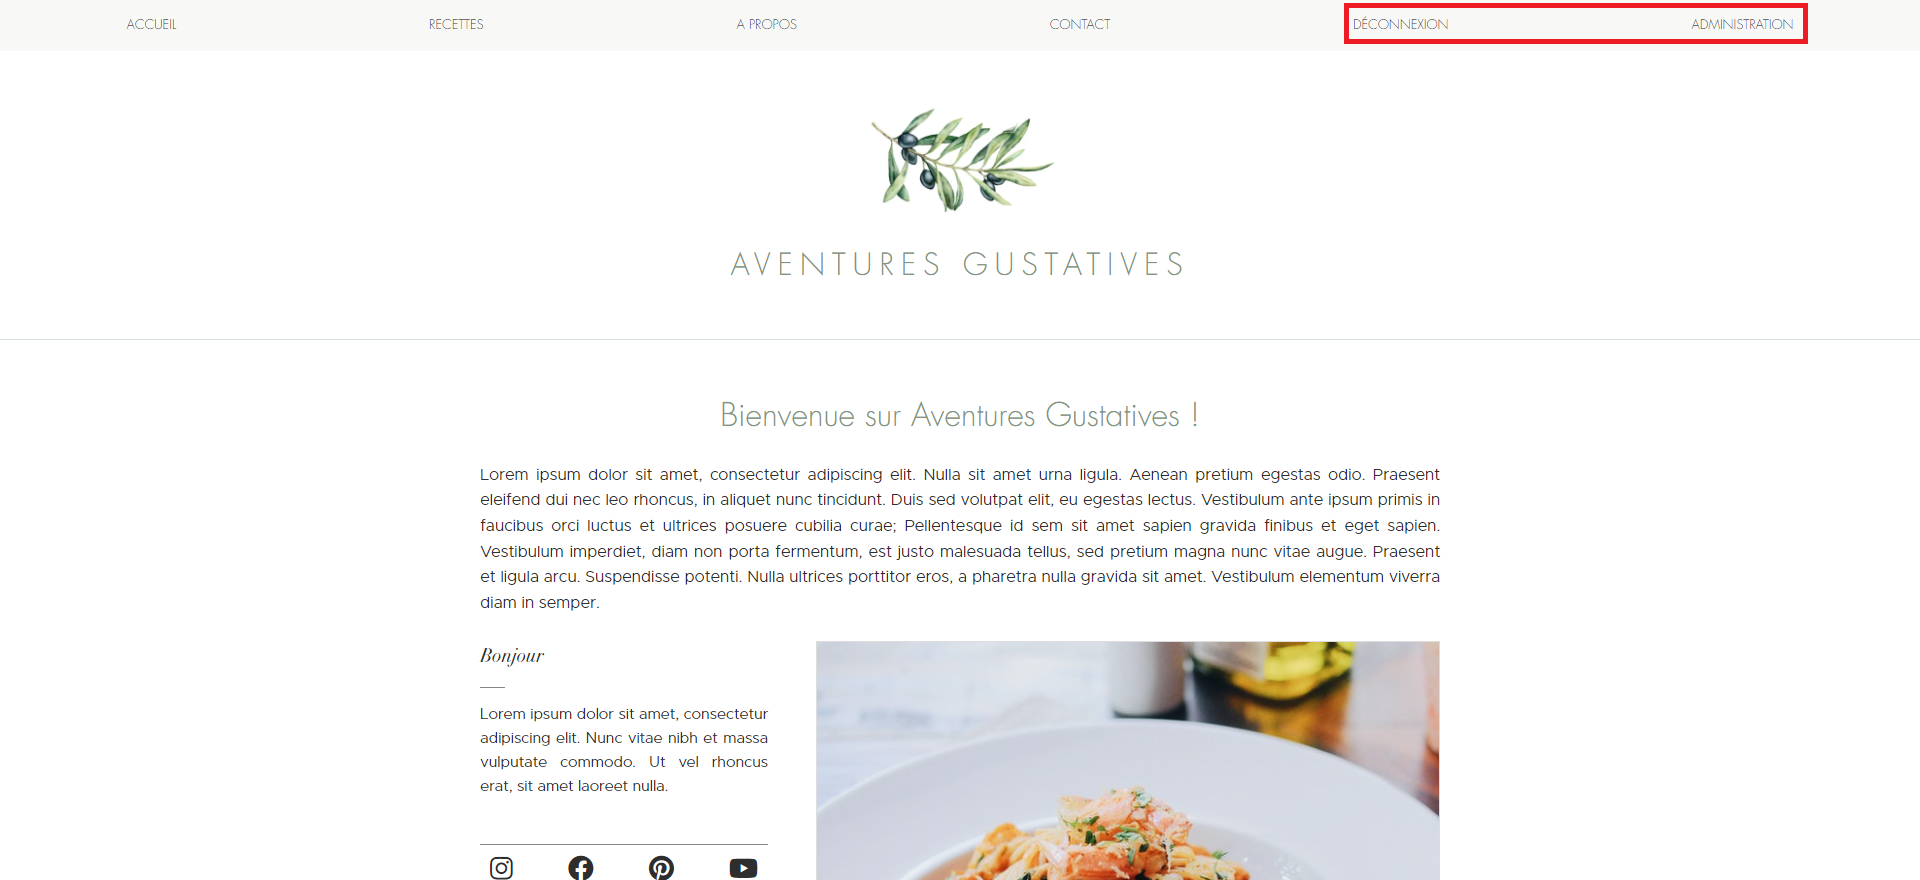 ACCUEIL RECETTES A PROPOS CONTACT DÉCONNEXION ADMINISTRATION
AVENTURES GUSTATIVES
Bienvenue sur Aventures Gustatives !
Lorem ipsum dolor sit amet, consectetur adipiscing elit. Nulla sit amet urna ligula. Aenean pretium egestas odio. Praesent
eleifend dui nec leo rhoncus, in aliquet nunc tincidunt. Duis sed volutpat elit, eu egestas lectus. Vestibulum ante ipsum primis in
faucibus orci luctus et ultrices posuere cubilia curae; Pellentesque id sem sit amet sapien gravida finibus et eget sapien.
Vestibulum imperdiet, diam non porta fermentum, est justo malesuada tellus, sed pretium magna nunc vitae augue. Praesent
et ligula arcu. Suspendisse potenti. Nulla ultrices porttitor eros, a pharetra nulla gravida sit amet. Vestibulum elementum viverra
diam in semper.
Bonjour
Lorem ipsum dolor sit amet, consectetur
adipiscing elit. Nunc vitae nibh et massa
vulputate commodo. Ut vel rhoncus
erat, sit amet laoreet nulla.